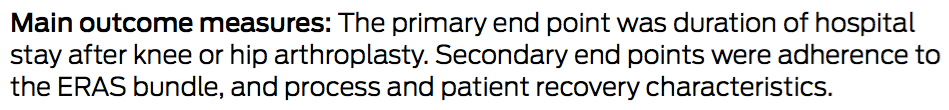 Main outcome measures: The primary end point was duration of hospital
stay after knee or hip arthroplasty. Secondary end points were adherence to
the ERAS bundle, and process and patient recovery characteristics.